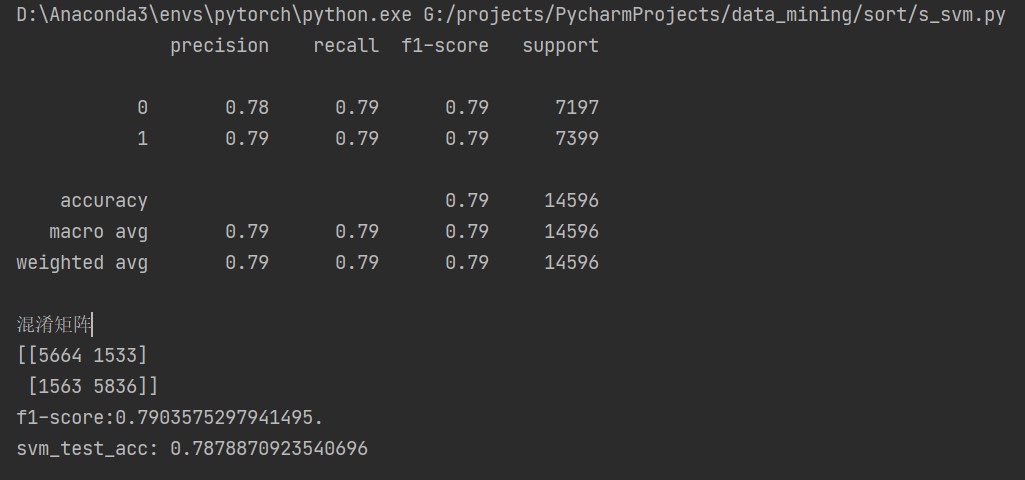 D:\Anaconda3\envs\pytorch\python.exe G:/projects/PycharmProjects/data_mining/sort/s_svm.py
precision recall f1-score support
0 0.78 0.79 0.79 7197
1 0.79 0.79 0.79 7399
accuracy 0.79 14596
macro avg 0.79 0.79 0.79 14596
weighted avg 0.79 0.79 0.79 14596
混淆矩阵
[[5664 1533]
[1563 5836]]
f1-score:0.7903575297941495.
svm_test_acc: 0.7878870923540696